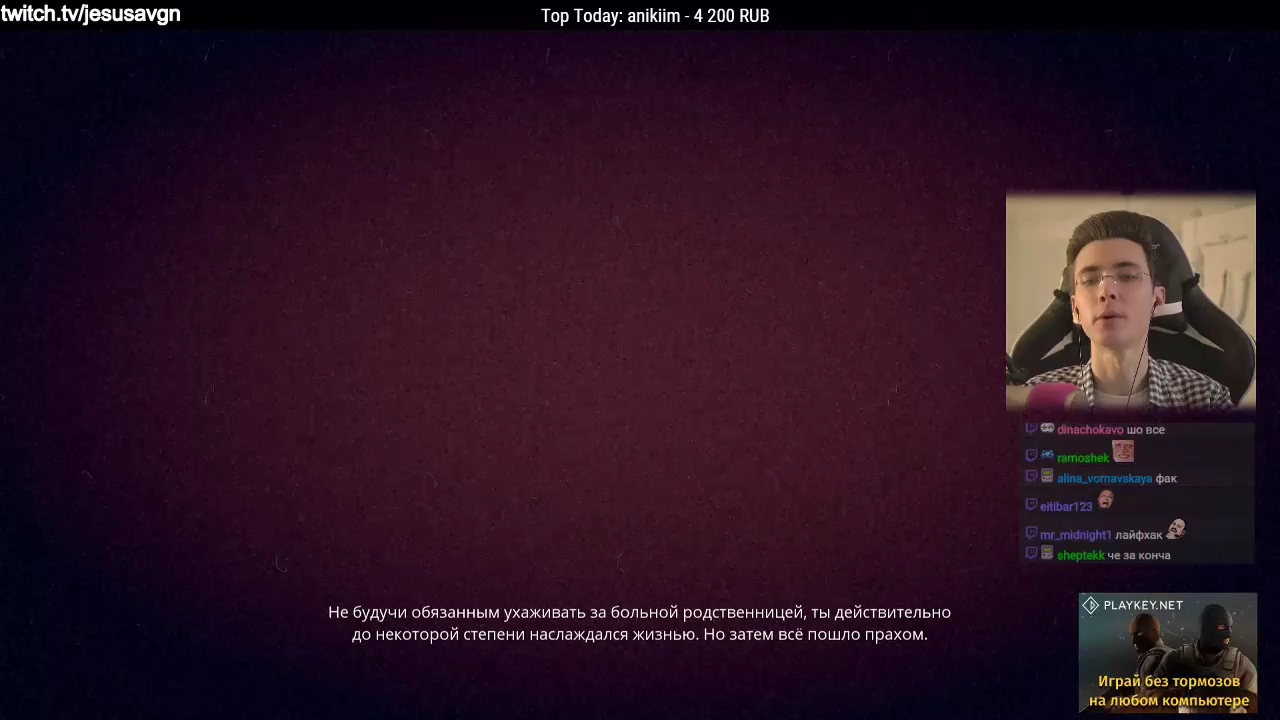 twitch.tv/jesusavgn
Top Today: anikiim - 4 200 RUB
dinachokavo шо все
ramoshek
alina_vornavskaya фак
eitibar123
mr_midnight1 лайфхак
sheptekk че за конча
Не будучи обязанным ухаживать за больной родственницей, ты действительно
до некоторой степени наслаждался жизнью. Но затем всё пошло прахом.
PLAYKEY.NET
Играй без тормозов
на любом компьютере